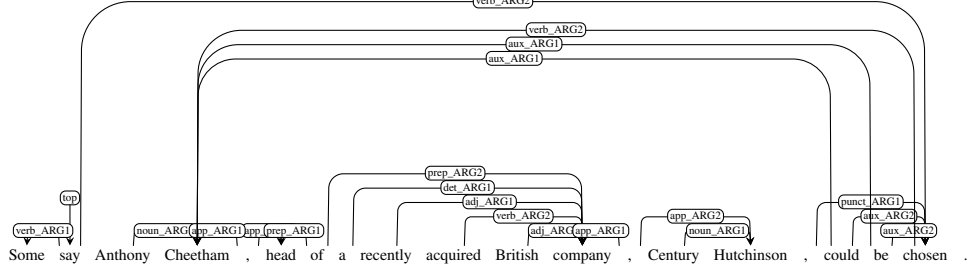 verb_ARG2
verb_ARG2
aux_ARG1
aux_ARG1
prep_ARG2
det_ARG1
top adj_ARG1 punct_ARG1
verb_ARG2 app_ARG2 aux_ARG2
verb_ARG1 noun_ARG app_ARG1 app_ prep_ARG1 adj_ARG app_ARG1 noun_ARG1 aux_ARG2
Some say Anthony Cheetham , head of a recently acquired British company , Century Hutchinson , could be chosen .